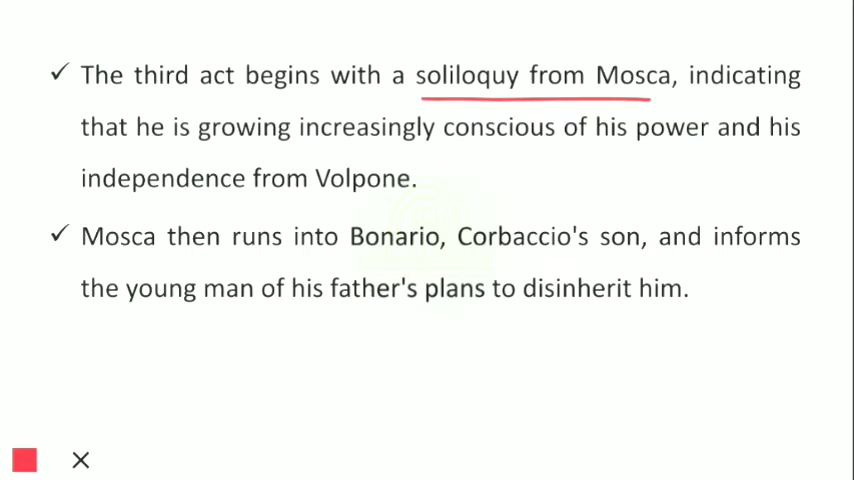 ✓ The third act begins with a soliloquy from Mosca, indicating
that he is growing increasingly conscious of his power and his
independence from Volpone.
✓ Mosca then runs into Bonario, Corbaccio's son, and informs
the young man of his father's plans to disinherit him.